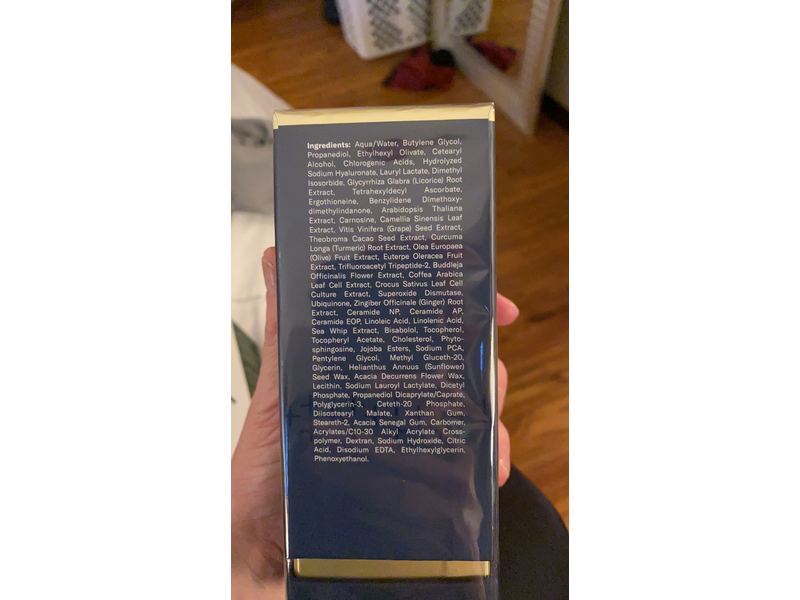 Ingredients: Aqua/Water, Butylene Glycol,
Propanediol, Ethylhexyl Olivate, Cetearyl
Alcohol, Chlorogenic Acids, Hydrolyzed
Sodium Hyaluronate, Lauryl Lactate, Dimethyl
Isosorbide, Glycyrrhiza Glabra (Licorice) Root
Extract, Tetrahexyldecyl Ascorbate,
Ergothioneine, Benzylidene Dimethoxy-
dimethylindanone, Arabidopsis Thaliana
Extract, Carnosine, Camellia Sinensis Leaf
Extract, Vitis Vinifera (Grape) Seed Extract,
Theobroma Cacao Seed Extract, Curcuma
Longa (Turmeric) Root Extract, Olea Europaea
(Olive) Fruit Extract, Euterpe Oleracea Fruit
Extract, Trifluoroacetyl Tripeptide-2, Buddleja
Officinalis Flower Extract, Coffea Arabica
Leaf Cell Extract, Crocus Sativus Leaf Cell
Culture Extract, Superoxide Dismutase,
Ubiquinone, Zingiber Officinale (Ginger) Root
Extract, Ceramide NP, Ceramide AP,
Ceramide EOP, Linoleic Acid, Linolenic Acid,
Sea Whip Extract, Bisabolol, Tocopherol,
Tocopheryl Acetate, Cholesterol, Phyto-
sphingosine, Jojoba Esters, Sodium PCA,
Pentylene Glycol, Methyl Gluceth-20,
Glycerin, Helianthus Annuus (Sunflower)
Seed Wax, Acacia Decurrens Flower Wax,
Lecithin, Sodium Lauroyl Lactylate, Dicetyl
Phosphate, Propanediol Dicaprylate/Caprate,
Polyglycerin-3, Ceteth-20 Phosphate,
Diisostearyl Malate, Xanthan Gum,
Steareth-2, Acacia Senegal Gum, Carbomer,
Acrylates/C10-30 Alkyl Acrylate Cross-
polymer, Dextran, Sodium Hydroxide, Citric
Acid, Disodium EDTA, Ethylhexylglycerin,
Phenoxyethanol.